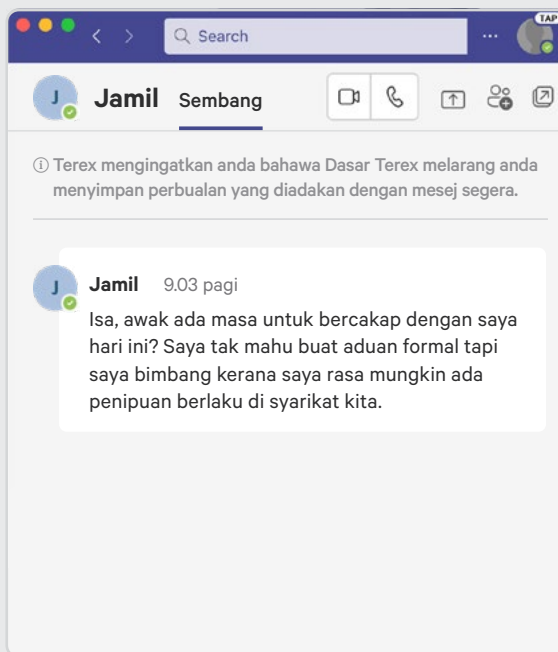 TAP
Search
J
Jamil Sembang
Terex mengingatkan anda bahawa Dasar Terex melarang anda
menyimpan perbualan yang diadakan dengan mesej segera.
J
Jamil 9.03 pagi
Isa, awak ada masa untuk bercakap dengan saya
hari ini? Saya tak mahu buat aduan formal tapi
saya bimbang kerana saya rasa mungkin ada
penipuan berlaku di syarikat kita.